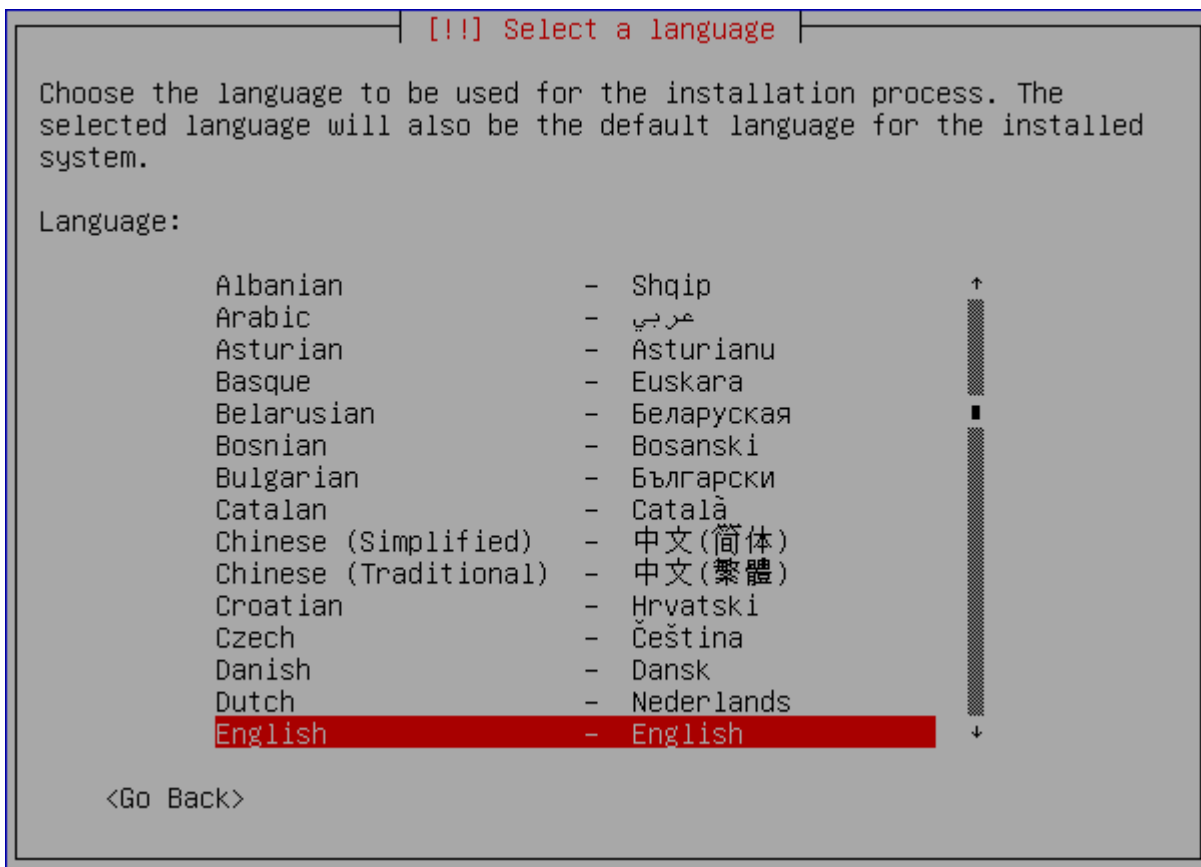 [!!] Select a language
Choose the language to be used for the installation process. The
selected language will also be the default language for the installed
system.
Language:
Albanian - Shqip
Arabic - عربي
Asturian - Asturianu
Basque - Euskara
Belarusian - Беларуская
Bosnian - Bosanski
Bulgarian - Български
Catalan - Català
Chinese (Simplified) - 中文(简体)
Chinese (Traditional) - 中文(繁體)
Croatian - Hrvatski
Czech - Čeština
Danish - Dansk
Dutch - Nederlands
English - English
<Go Back>